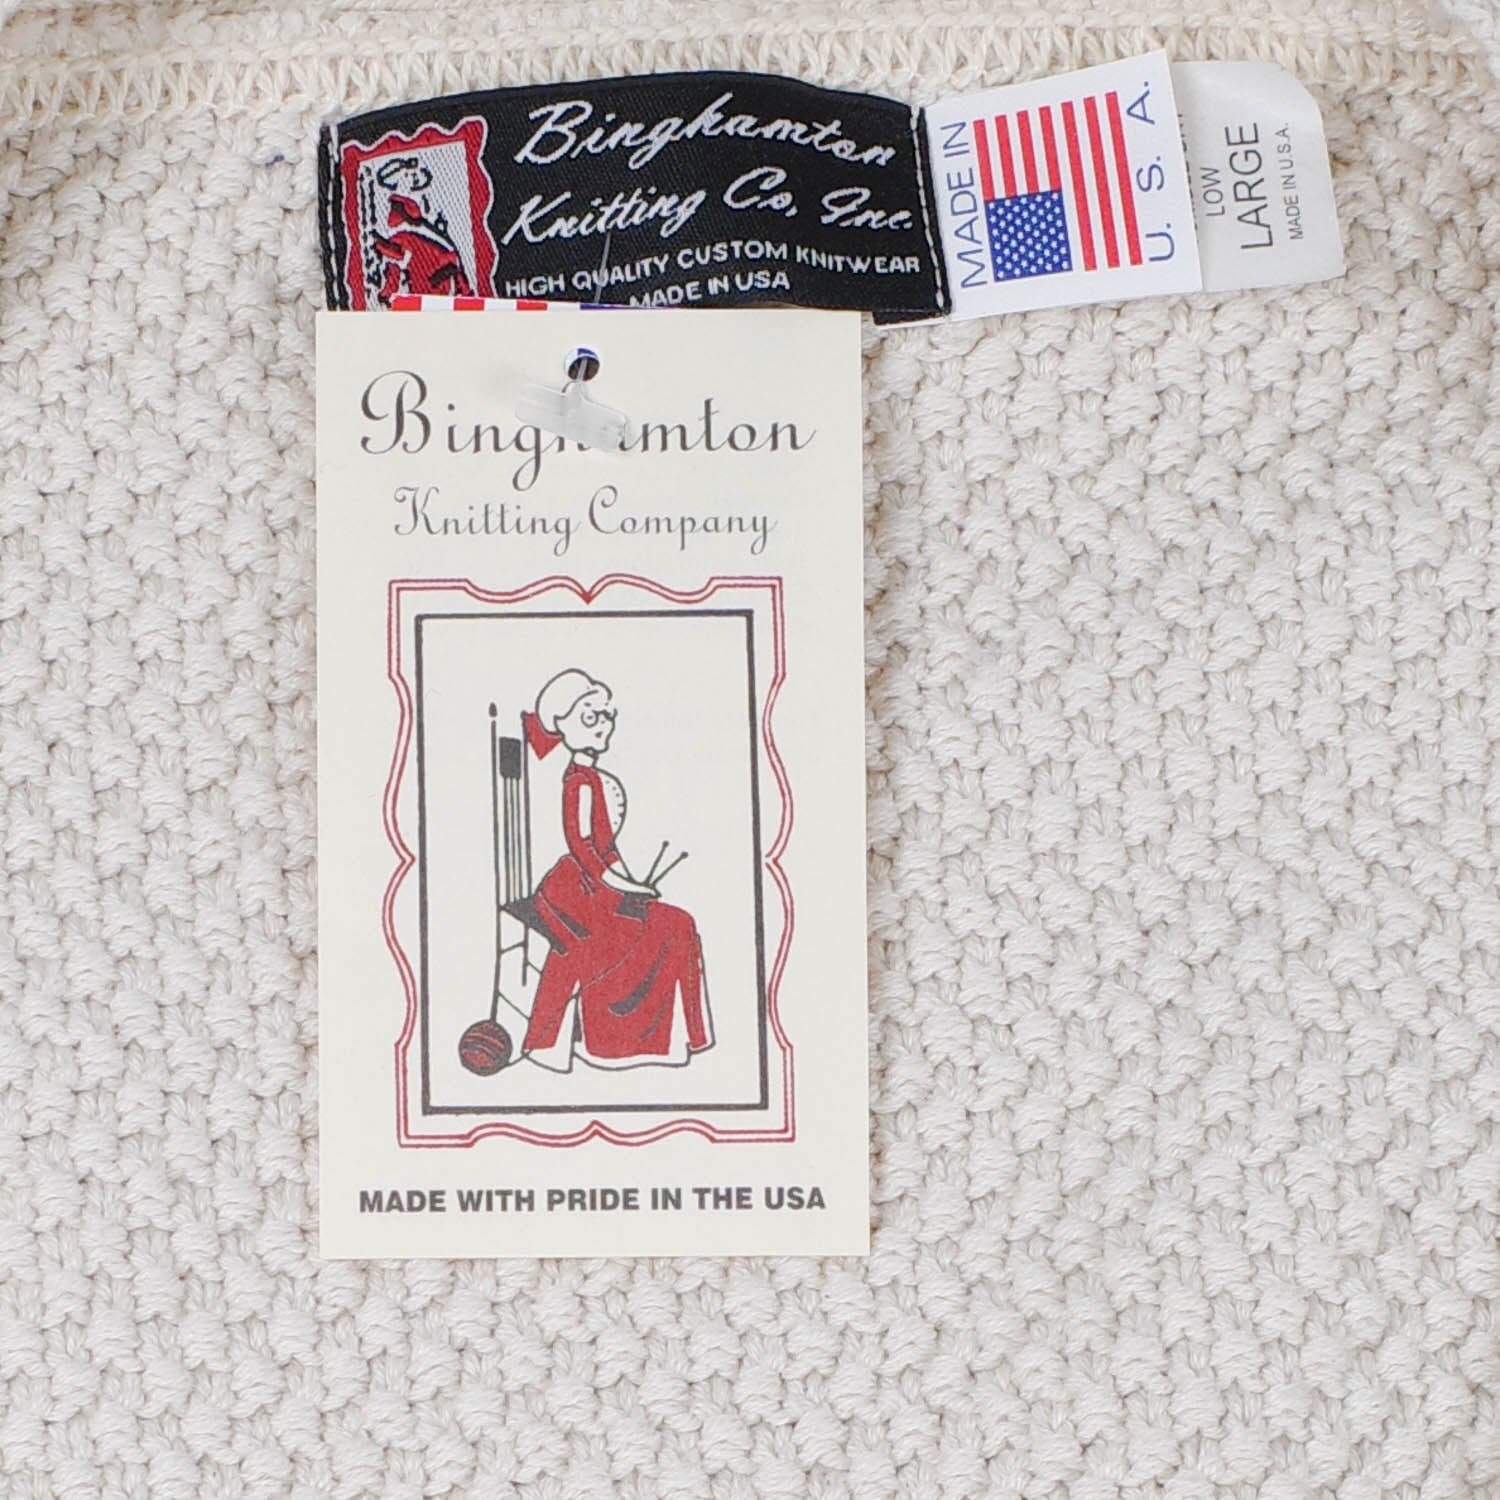 Binghamton
Knitting Co, Inc.
HIGH QUALITY CUSTOM KNITWEAR
MADE IN USA
MADE IN
U. S. A.
LOW
LARGE
MADE IN U.S.A.
Binghamton
Knitting Company
MADE WITH PRIDE IN THE USA